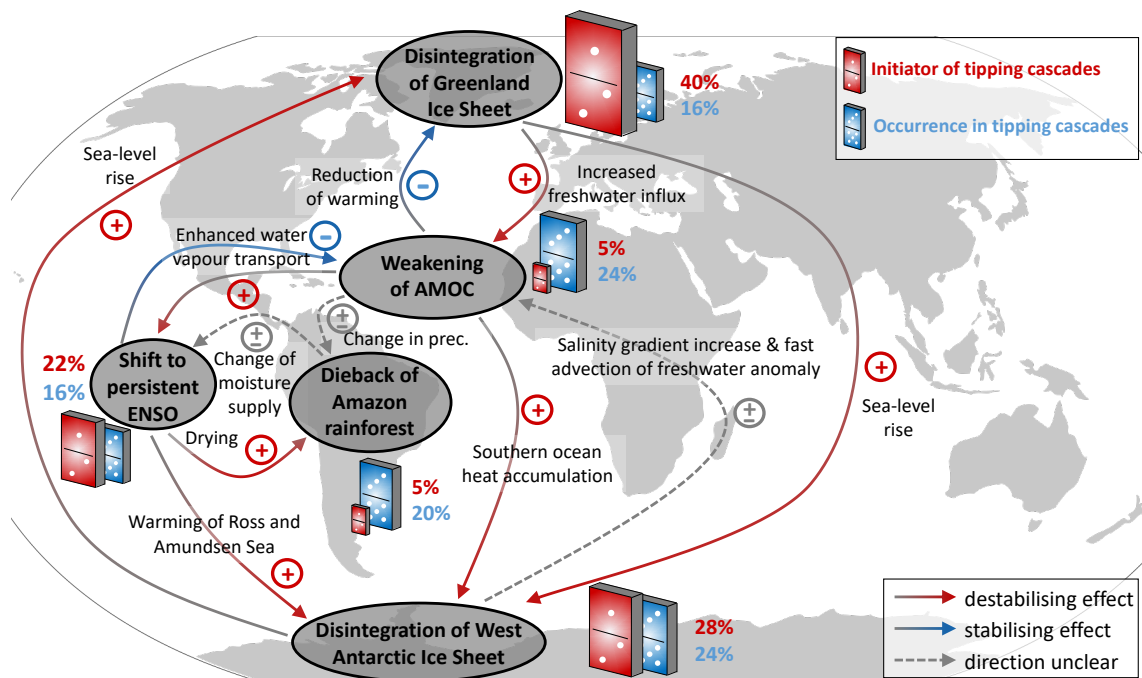 Disintegration
of Greenland
Ice Sheet
40%
16%
Initiator of tipping cascades
Occurrence in tipping cascades
Sea-level
rise
+
Reduction
of warming
−
+
Increased
freshwater influx
Enhanced water
vapour transport
−
Weakening
of AMOC
5%
24%
+
±
±
Change in prec.
Salinity gradient increase & fast
advection of freshwater anomaly
22%
16%
Shift to
persistent
ENSO
Change of
moisture
supply
Dieback of
Amazon
rainforest
+
+
±
Sea-level
rise
Drying
+
Southern ocean
heat accumulation
5%
20%
Warming of Ross and
Amundsen Sea
+
Disintegration of West
Antarctic Ice Sheet
28%
24%
destabilising effect
stabilising effect
direction unclear